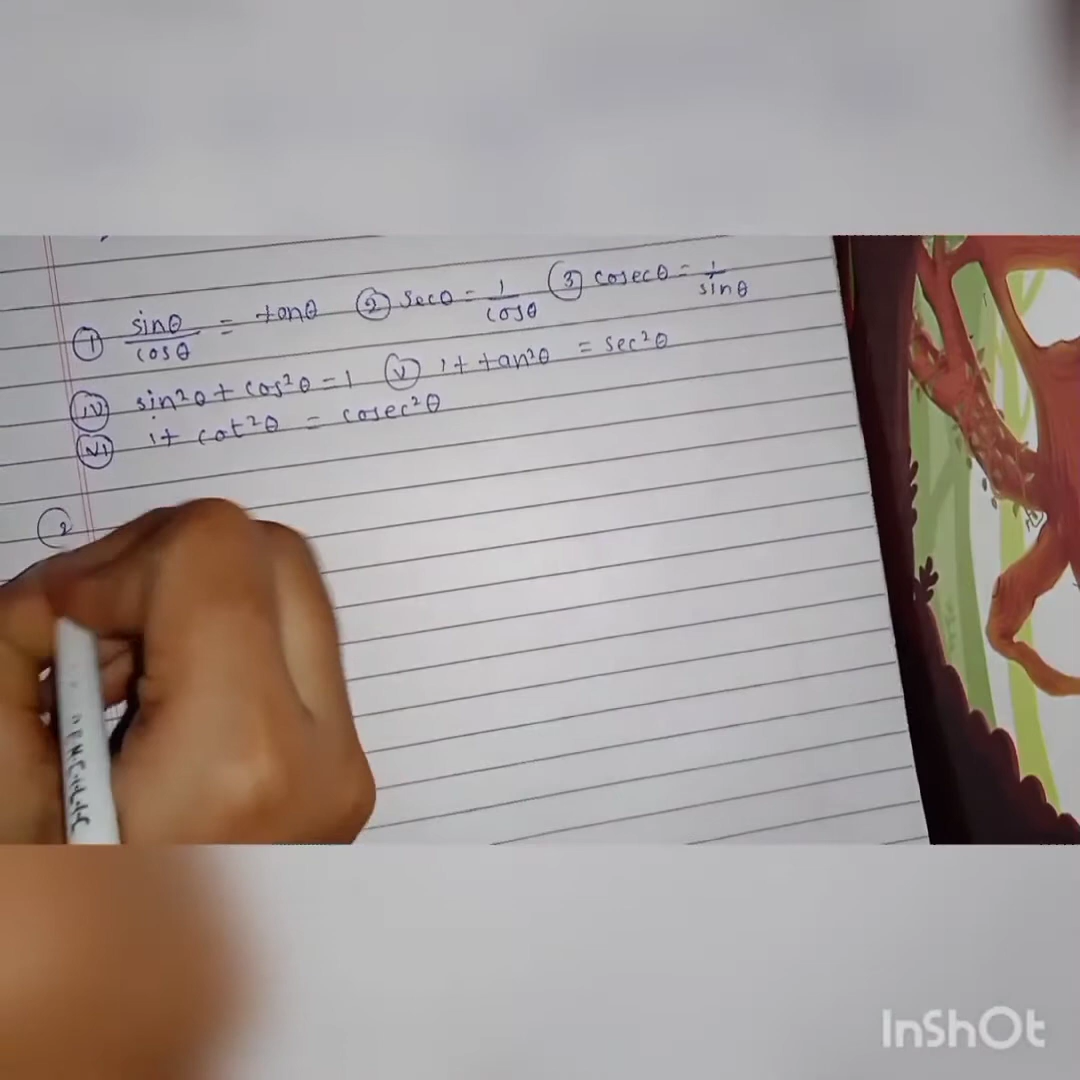 ① sinθ/cosθ = tanθ ② secθ = 1/cosθ ③ cosecθ = 1/sinθ
(iv) sin²θ + cos²θ = 1 (v) 1 + tan²θ = sec²θ
(vi) 1 + cot²θ = cosec²θ
②
InShOt